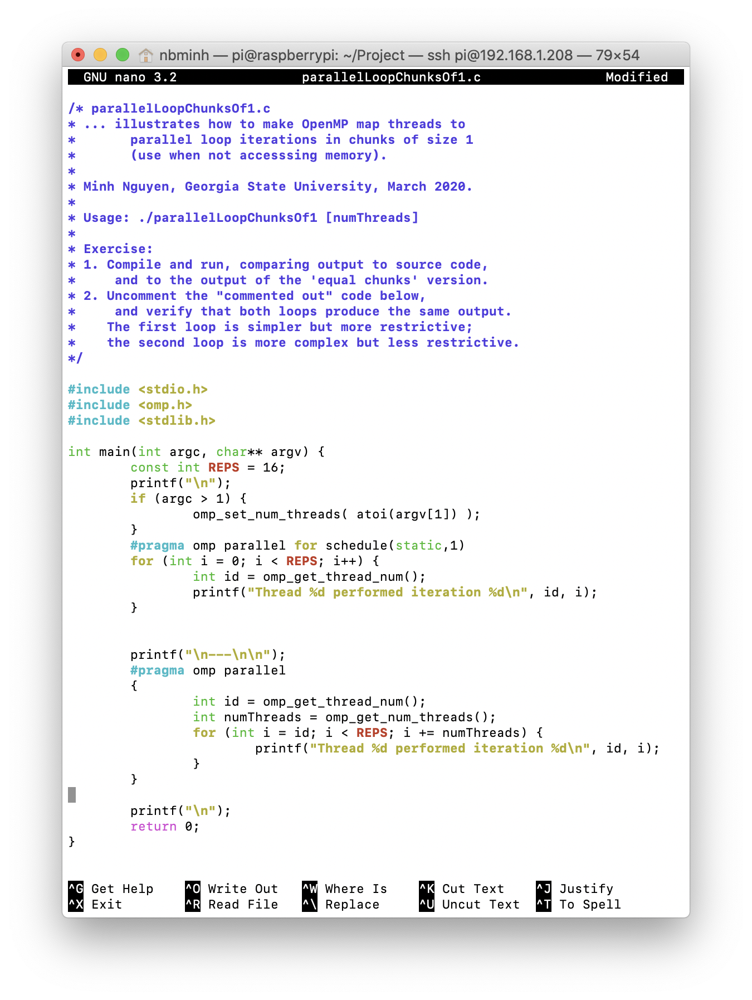 nbminh — pi@raspberrypi: ~/Project — ssh pi@192.168.1.208 — 79×54
GNU nano 3.2 parallelLoopChunksOf1.c Modified
/* parallelLoopChunksOf1.c
* ... illustrates how to make OpenMP map threads to
*       parallel loop iterations in chunks of size 1
*       (use when not accesssing memory).
*
* Minh Nguyen, Georgia State University, March 2020.
*
* Usage: ./parallelLoopChunksOf1 [numThreads]
*
* Exercise:
* 1. Compile and run, comparing output to source code,
*     and to the output of the 'equal chunks' version.
* 2. Uncomment the "commented out" code below,
*     and verify that both loops produce the same output.
*    The first loop is simpler but more restrictive;
*    the second loop is more complex but less restrictive.
*/
#include <stdio.h>
#include <omp.h>
#include <stdlib.h>
int main(int argc, char** argv) {
        const int REPS = 16;
        printf("\n");
        if (argc > 1) {
                omp_set_num_threads( atoi(argv[1]) );
        }
        #pragma omp parallel for schedule(static,1)
        for (int i = 0; i < REPS; i++) {
                int id = omp_get_thread_num();
                printf("Thread %d performed iteration %d\n", id, i);
        }
        printf("\n---\n\n");
        #pragma omp parallel
        {
                int id = omp_get_thread_num();
                int numThreads = omp_get_num_threads();
                for (int i = id; i < REPS; i += numThreads) {
                        printf("Thread %d performed iteration %d\n", id, i);
                }
        }
        printf("\n");
        return 0;
}
^G Get Help ^O Write Out ^W Where Is ^K Cut Text ^J Justify
^X Exit ^R Read File ^\ Replace ^U Uncut Text ^T To Spell